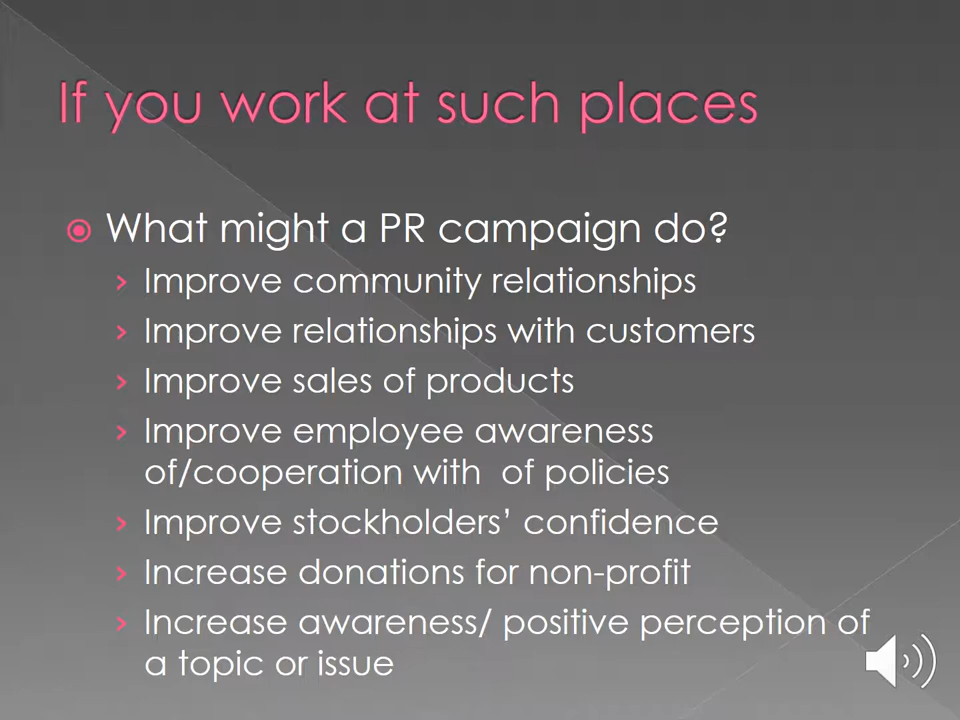 If you work at such places
What might a PR campaign do?
Improve community relationships
Improve relationships with customers
Improve sales of products
Improve employee awareness
of/cooperation with  of policies
Improve stockholders’ confidence
Increase donations for non-profit
Increase awareness/ positive perception of
a topic or issue